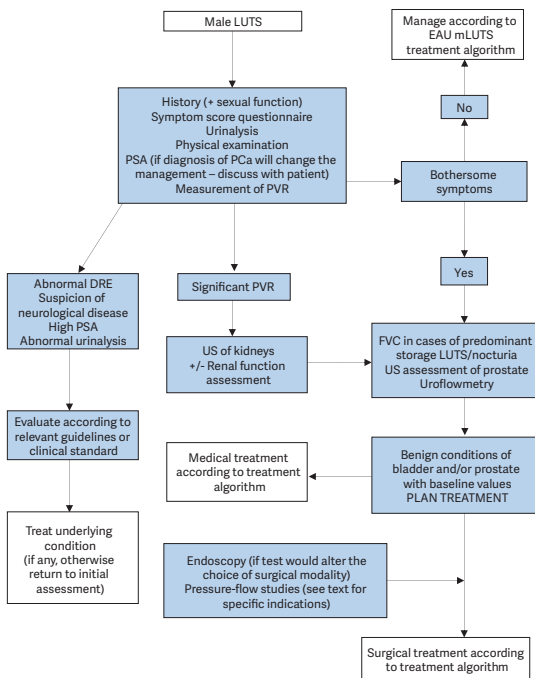 Male LUTS
Manage according to
EAU mLUTS
treatment algorithm
History (+ sexual function)
Symptom score questionnaire
Urinalysis
Physical examination
PSA (if diagnosis of PCa will change the
management – discuss with patient)
Measurement of PVR
No
Bothersome
symptoms
Yes
Abnormal DRE
Suspicion of
neurological disease
High PSA
Abnormal urinalysis
Significant PVR
US of kidneys
+/- Renal function
assessment
FVC in cases of predominant
storage LUTS/nocturia
US assessment of prostate
Uroflowmetry
Evaluate according to
relevant guidelines or
clinical standard
Medical treatment
according to treatment
algorithm
Benign conditions of
bladder and/or prostate
with baseline values
PLAN TREATMENT
Treat underlying
condition
(if any, otherwise
return to initial
assessment)
Endoscopy (if test would alter the
choice of surgical modality)
Pressure-flow studies (see text for
specific indications)
Surgical treatment according
to treatment algorithm